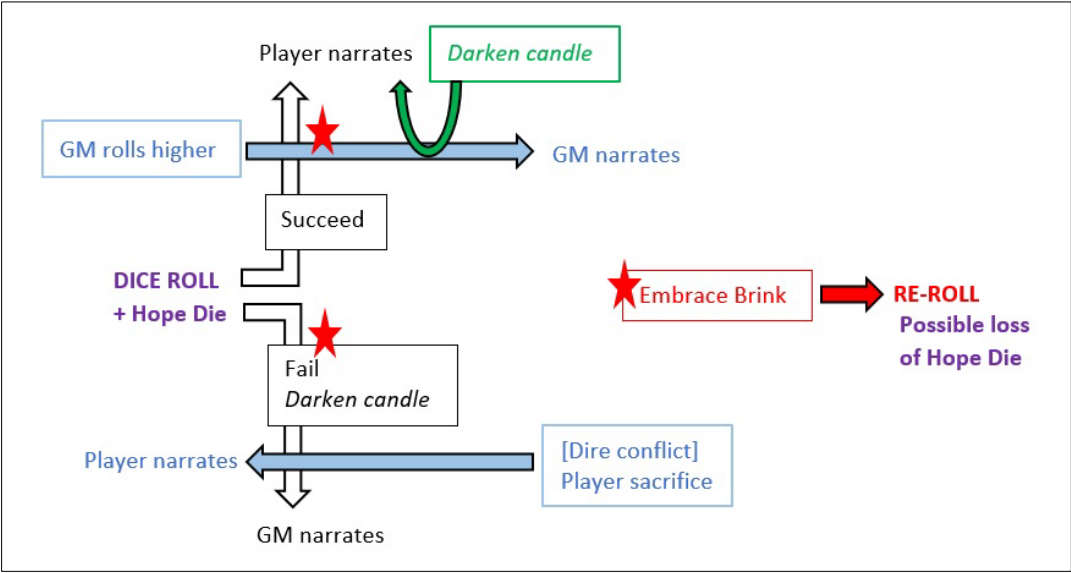 Player narrates
Darken candle
GM rolls higher
GM narrates
Succeed
DICE ROLL
+ Hope Die
Embrace Brink
RE-ROLL
Possible loss
of Hope Die
Fail
Darken candle
Player narrates
[Dire conflict]
Player sacrifice
GM narrates